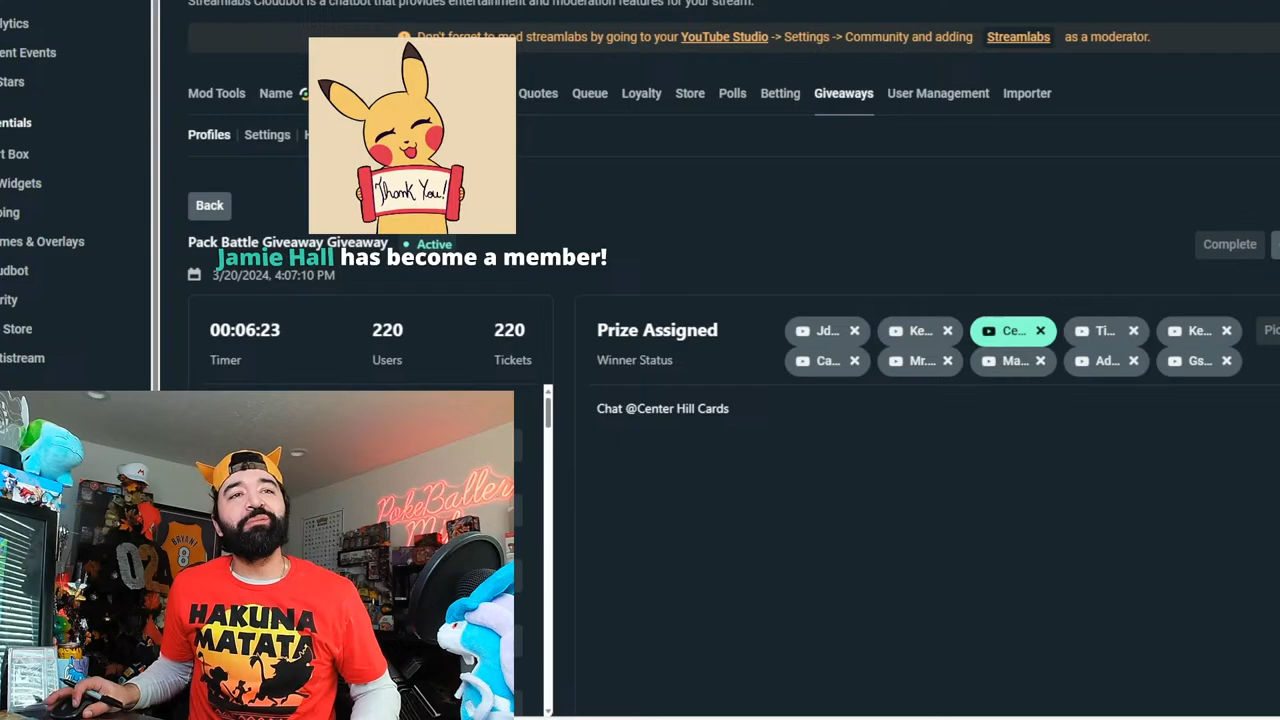 Streamlabs Cloudbot is a chatbot that provides entertainment and moderation features for your stream.
Don't forget to mod streamlabs by going to your YouTube Studio -> Settings -> Community and adding Streamlabs as a moderator.
lytics
ent Events
Stars
entials
rt Box
Widgets
ping
mes & Overlays
udbot
rity
Store
ltistream
Mod Tools Name Quotes Queue Loyalty Store Polls Betting Giveaways User Management Importer
Profiles | Settings | H
Thank You!
Back
Pack Battle Giveaway Giveaway • Active
Complete
Jamie Hall has become a member!
3/20/2024, 4:07:10 PM
00:06:23 220 220
Timer Users Tickets
Prize Assigned
Winner Status
Jd... Ke... Ce... Ti... Ke... Pic
Ca... Mr.... Ma... Ad... Gs...
Chat @Center Hill Cards
PokeBaller
BRYANT
8
HAKUNA
MATATA